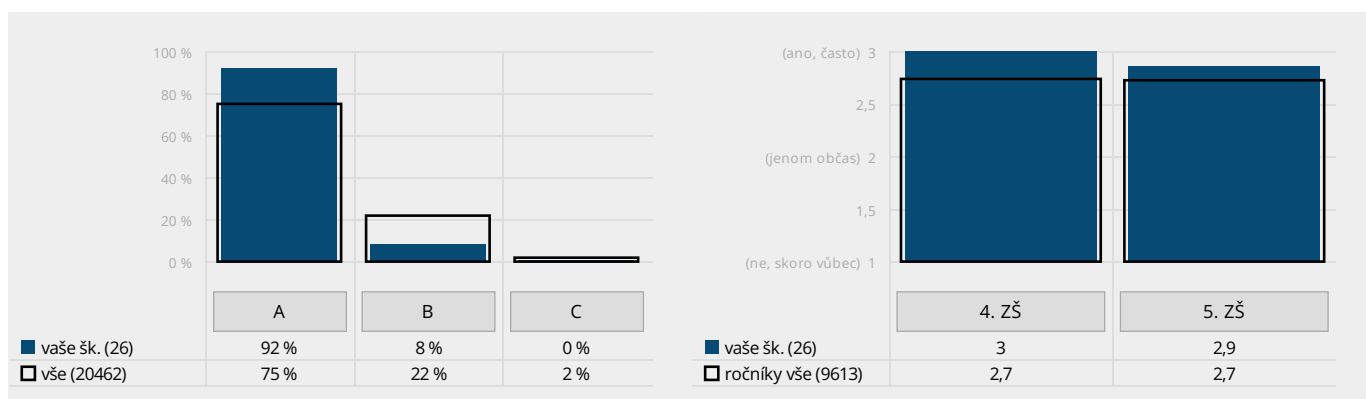 100 %
80 %
60 %
40 %
20 %
0 %
A B C
vaše šk. (26) 92 % 8 % 0 %
vše (20462) 75 % 22 % 2 %
(ano, často) 3
2,5
(jenom občas) 2
1,5
(ne, skoro vůbec) 1
4. ZŠ 5. ZŠ
vaše šk. (26) 3 2,9
ročníky vše (9613) 2,7 2,7